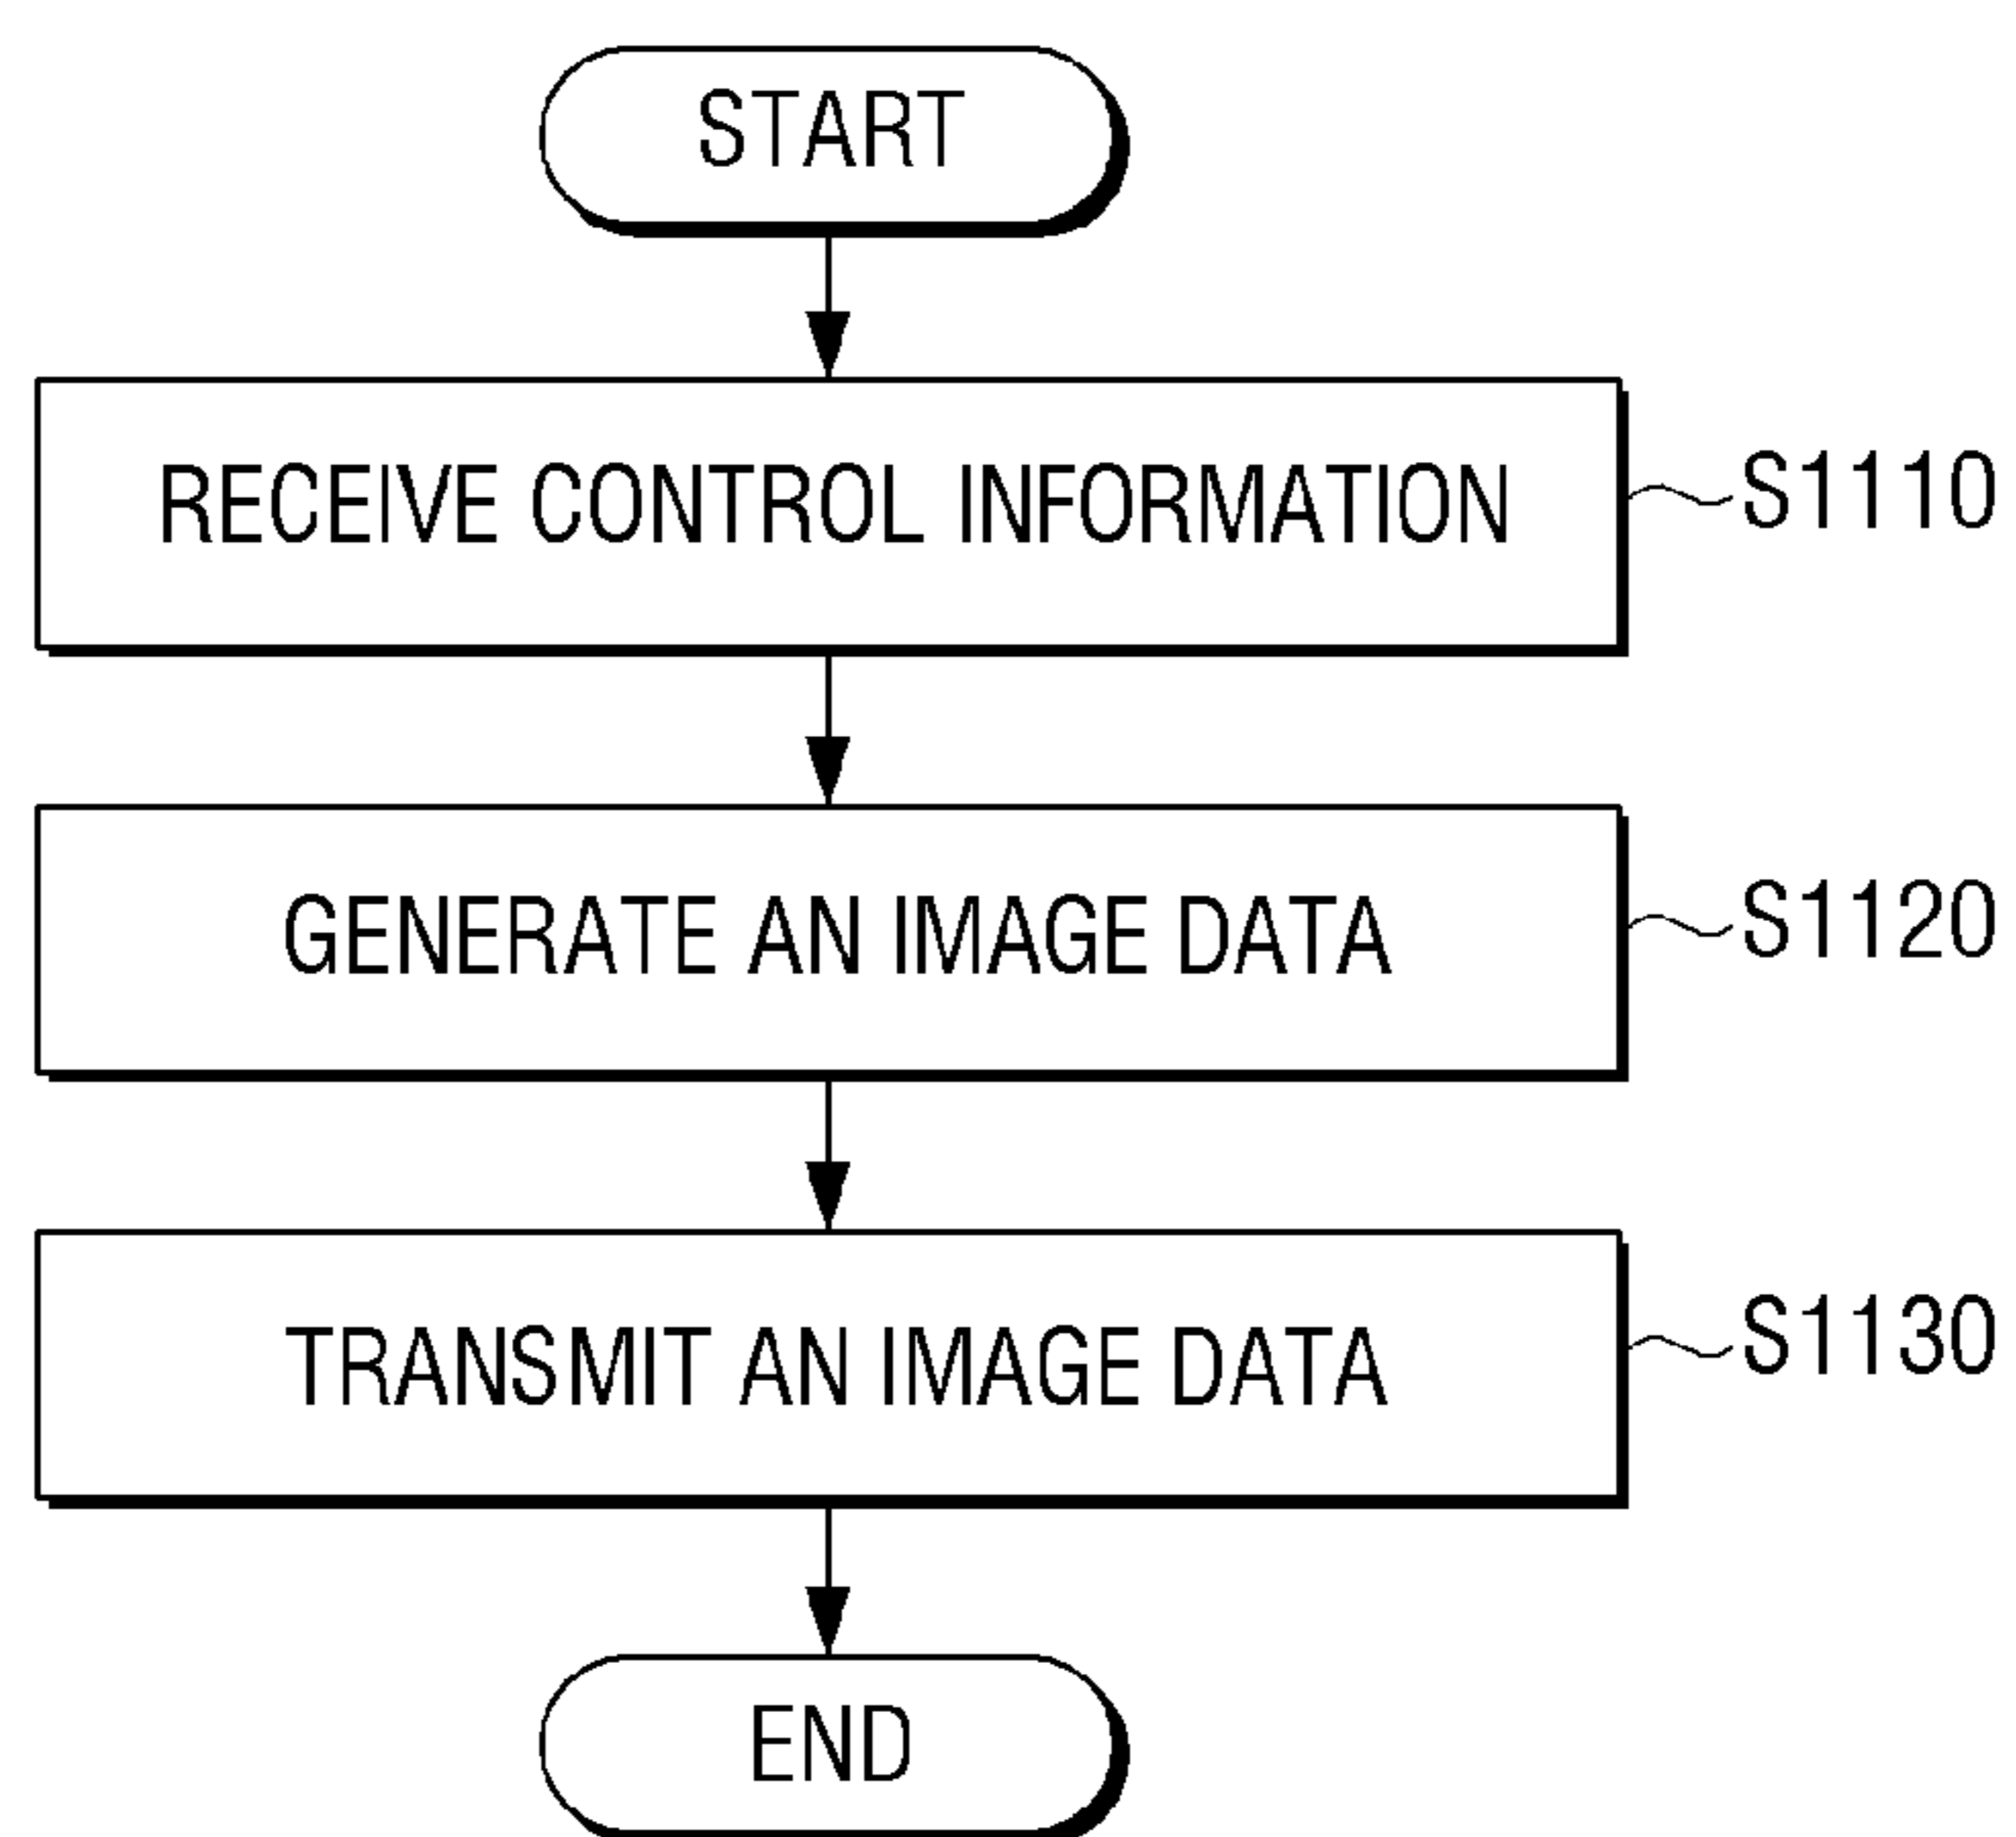 START
RECEIVE CONTROL INFORMATION
S1110
GENERATE AN IMAGE DATA
S1120
TRANSMIT AN IMAGE DATA
S1130
END